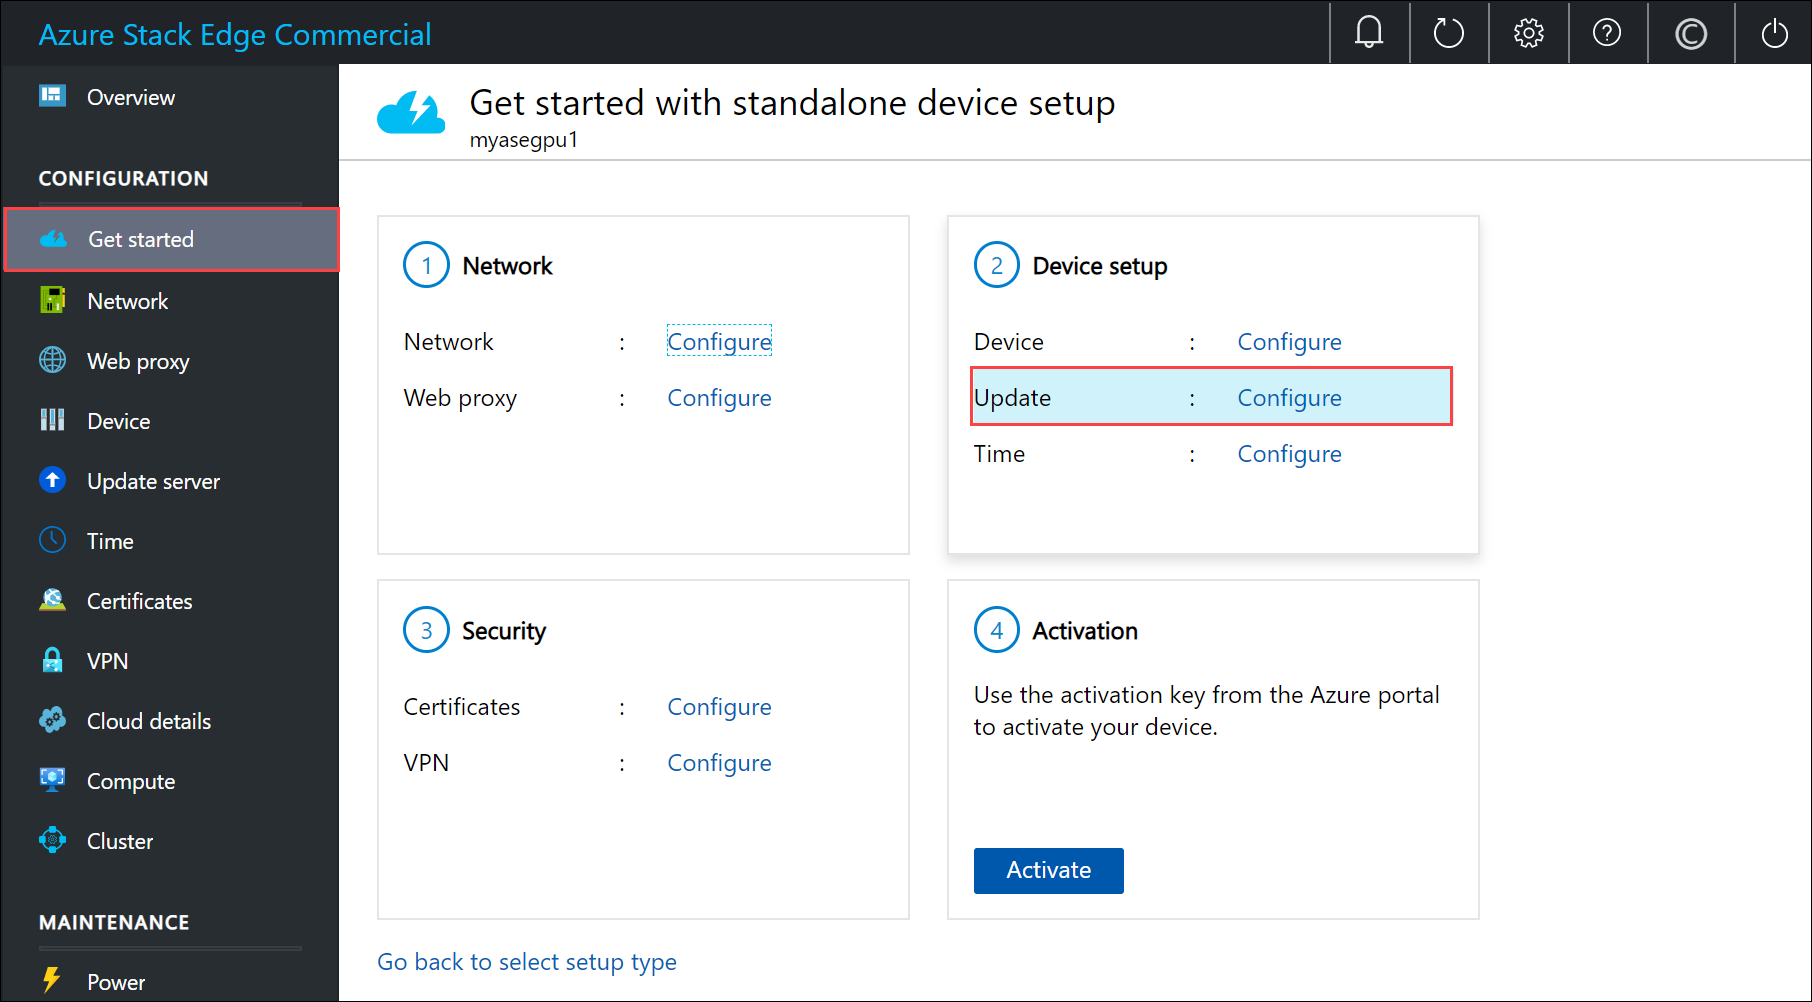 Azure Stack Edge Commercial
Overview
CONFIGURATION
Get started
Network
Web proxy
Device
Update server
Time
Certificates
VPN
Cloud details
Compute
Cluster
MAINTENANCE
Power
Get started with standalone device setup
myasegpu1
1 Network
Network : Configure
Web proxy : Configure
2 Device setup
Device : Configure
Update : Configure
Time : Configure
3 Security
Certificates : Configure
VPN : Configure
4 Activation
Use the activation key from the Azure portal
to activate your device.
Activate
Go back to select setup type